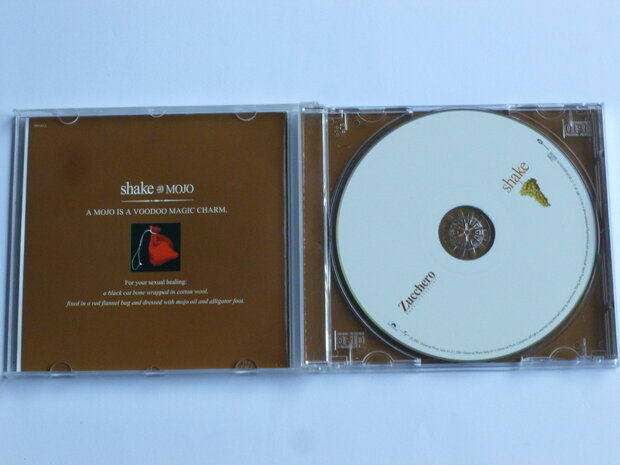 shake MOJO
A MOJO IS A VOODOO MAGIC CHARM.
For your sexual healing:
a black cat bone wrapped in cotton wool,
fixed in a red flannel bag and dressed with mojo oil and alligator foot.
shake
Zucchero